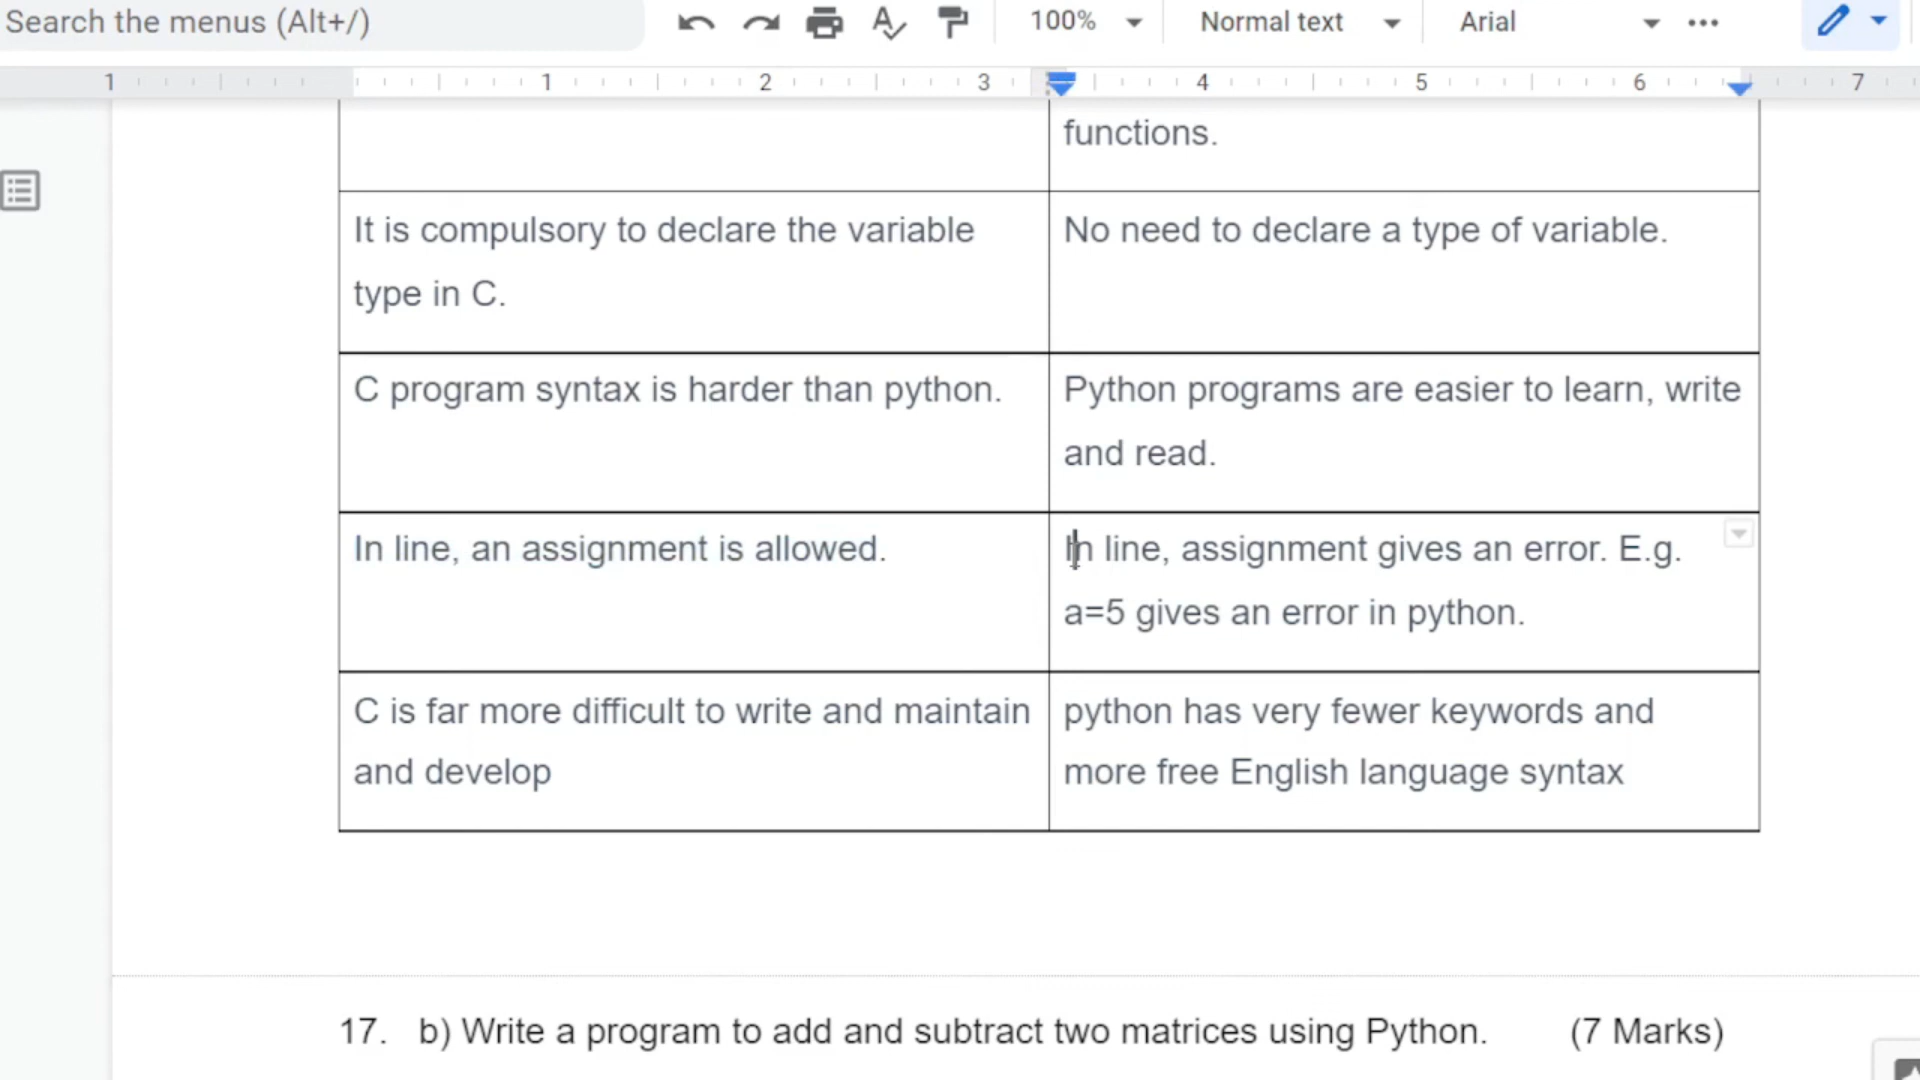 Search the menus (Alt+/)
100%
Normal text
Arial
1 1 2 3 4 5 6 7
functions.
It is compulsory to declare the variable
type in C.
No need to declare a type of variable.
C program syntax is harder than python.
Python programs are easier to learn, write
and read.
In line, an assignment is allowed.
In line, assignment gives an error. E.g.
a=5 gives an error in python.
C is far more difficult to write and maintain
and develop
python has very fewer keywords and
more free English language syntax
17. b) Write a program to add and subtract two matrices using Python. (7 Marks)